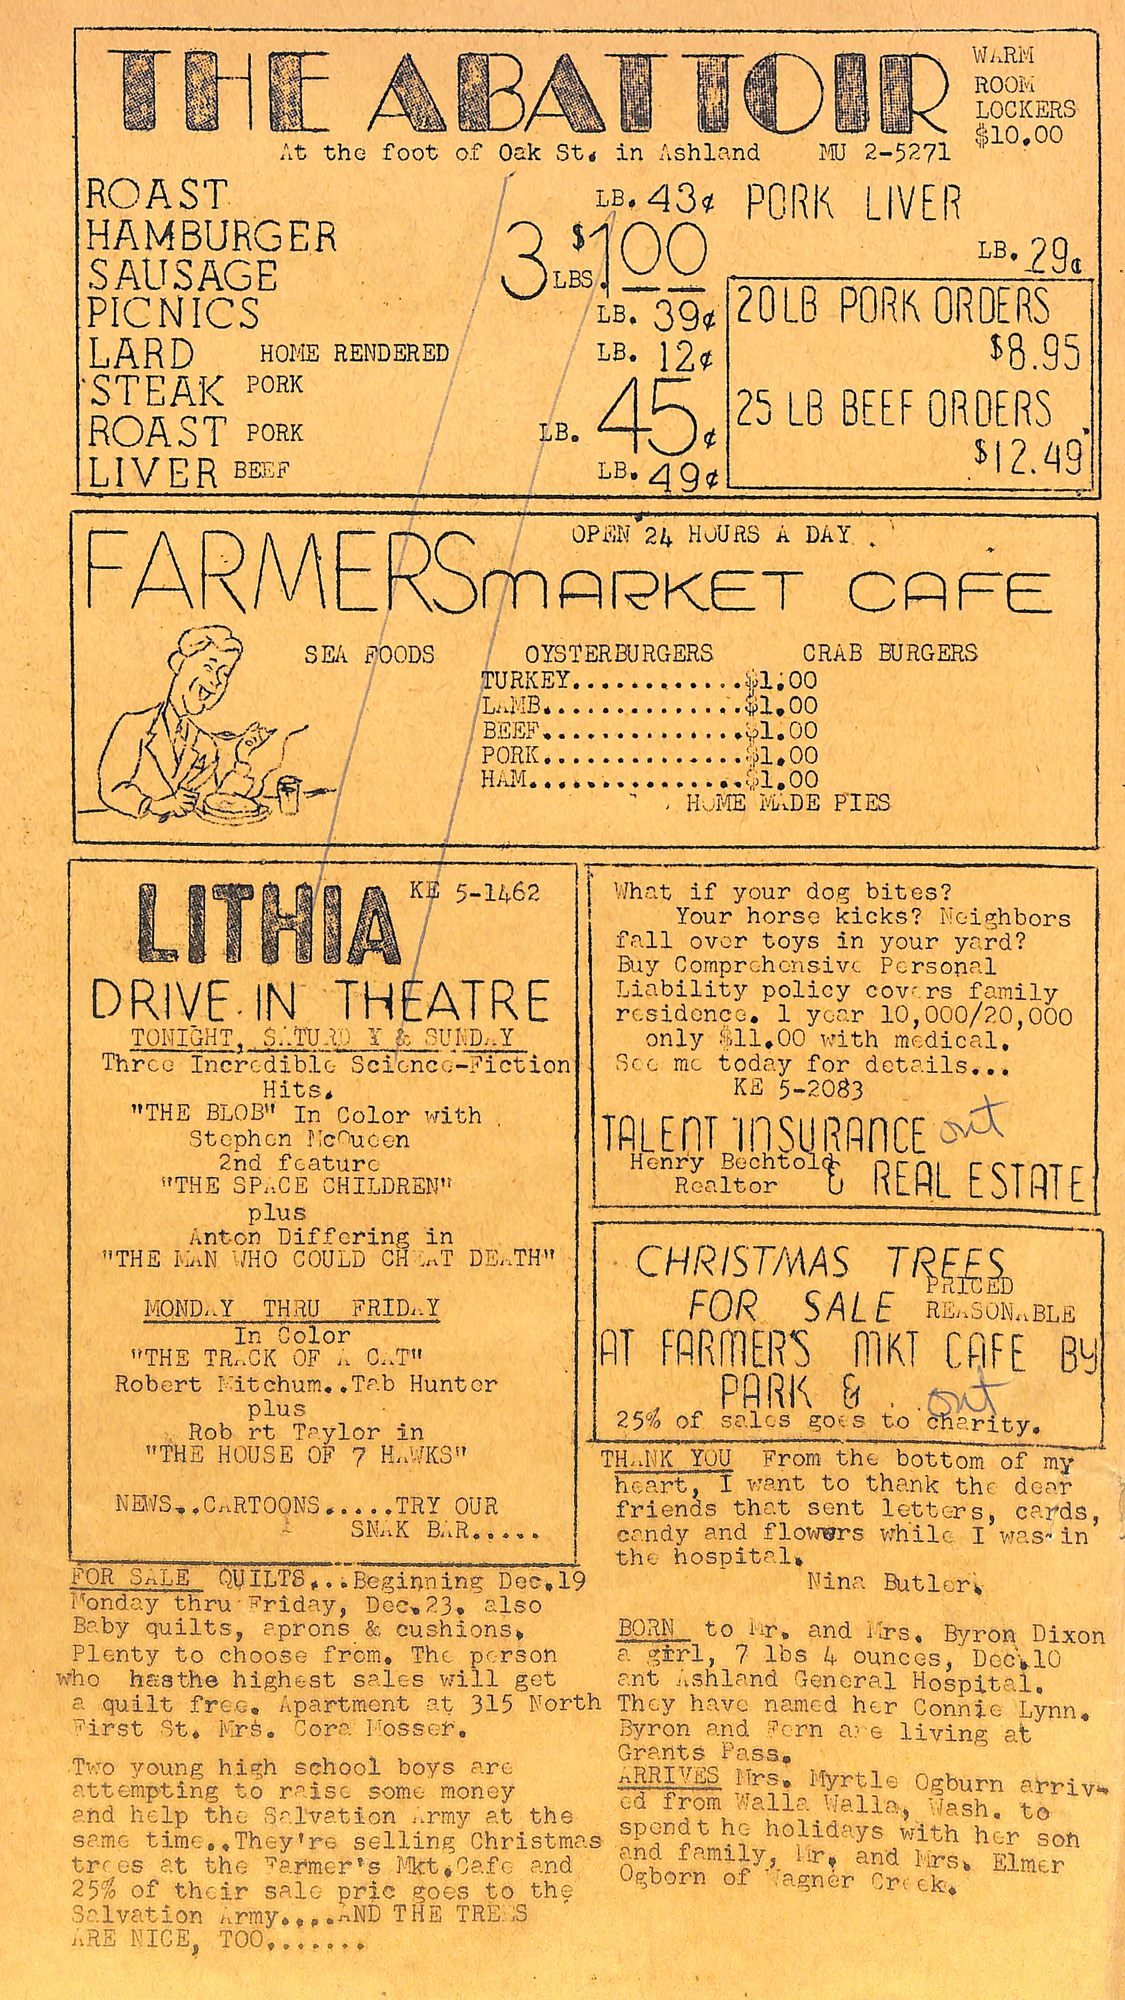 THE ABATTOIR
WARM
ROOM
LOCKERS
$10.00
At the foot of Oak St. in Ashland MU 2-5271
ROAST LB. 43¢
HAMBURGER
SAUSAGE 3 LBS. $1.00
PICNICS LB. 39¢
LARD HOME RENDERED LB. 12¢
STEAK PORK
ROAST PORK LB. 45¢
LIVER BEEF LB. 49¢
PORK LIVER
LB. 29¢
20 LB PORK ORDERS
$8.95
25 LB BEEF ORDERS
$12.49
OPEN 24 HOURS A DAY
FARMERS MARKET CAFE
SEA FOODS OYSTERBURGERS CRAB BURGERS
TURKEY............$1.00
LAMB..............$1.00
BEEF..............$1.00
PORK..............$1.00
HAM...............$1.00
HOME MADE PIES
LITHIA KE 5-1462
DRIVE.IN THEATRE
TONIGHT, SATURD Y & SUNDAY
Three Incredible Science-Fiction
Hits.
"THE BLOB" In Color with
Stephen McQueen
2nd feature
"THE SPACE CHILDREN"
plus
Anton Differing in
"THE MAN WHO COULD CHEAT DEATH"
MONDAY THRU FRIDAY
In Color
"THE TRACK OF A CAT"
Robert Mitchum..Tab Hunter
plus
Rob rt Taylor in
"THE HOUSE OF 7 HAWKS"
NEWS..CARTOONS.....TRY OUR
SNAK BAR.....
FOR SALE QUILTS...Beginning Dec.19
Monday thru Friday, Dec.23. also
Baby quilts, aprons & cushions.
Plenty to choose from. The person
who hasthe highest sales will get
a quilt free. Apartment at 315 North
First St. Mrs. Cora Mosser.
Two young high school boys are
attempting to raise some money
and help the Salvation Army at the
same time..They're selling Christmas
trees at the Farmer's Mkt.Cafe and
25% of their sale pric goes to the
Salvation Army....AND THE TREES
ARE NICE, TOO.......
What if your dog bites?
Your horse kicks? Neighbors
fall over toys in your yard?
Buy Comprehensive Personal
Liability policy covers family
residence. 1 year 10,000/20,000
only $11.00 with medical.
See me today for details...
KE 5-2083
TALENT INSURANCE out
Henry Bechtold
Realtor & REAL ESTATE
CHRISTMAS TREES
FOR SALE PRICED
REASONABLE
AT FARMER'S MKT CAFE BY
PARK & out
25% of sales goes to charity.
THANK YOU From the bottom of my
heart, I want to thank the dear
friends that sent letters, cards,
candy and flowers while I was in
the hospital.
Nina Butler.
BORN to Mr. and Mrs. Byron Dixon
a girl, 7 lbs 4 ounces, Dec.10
ant Ashland General Hospital.
They have named her Connie Lynn.
Byron and Fern are living at
Grants Pass.
ARRIVES Mrs. Myrtle Ogburn arriv-
ed from Walla Walla, Wash. to
spendt he holidays with her son
and family, Mr. and Mrs. Elmer
Ogborn of Wagner Creek.